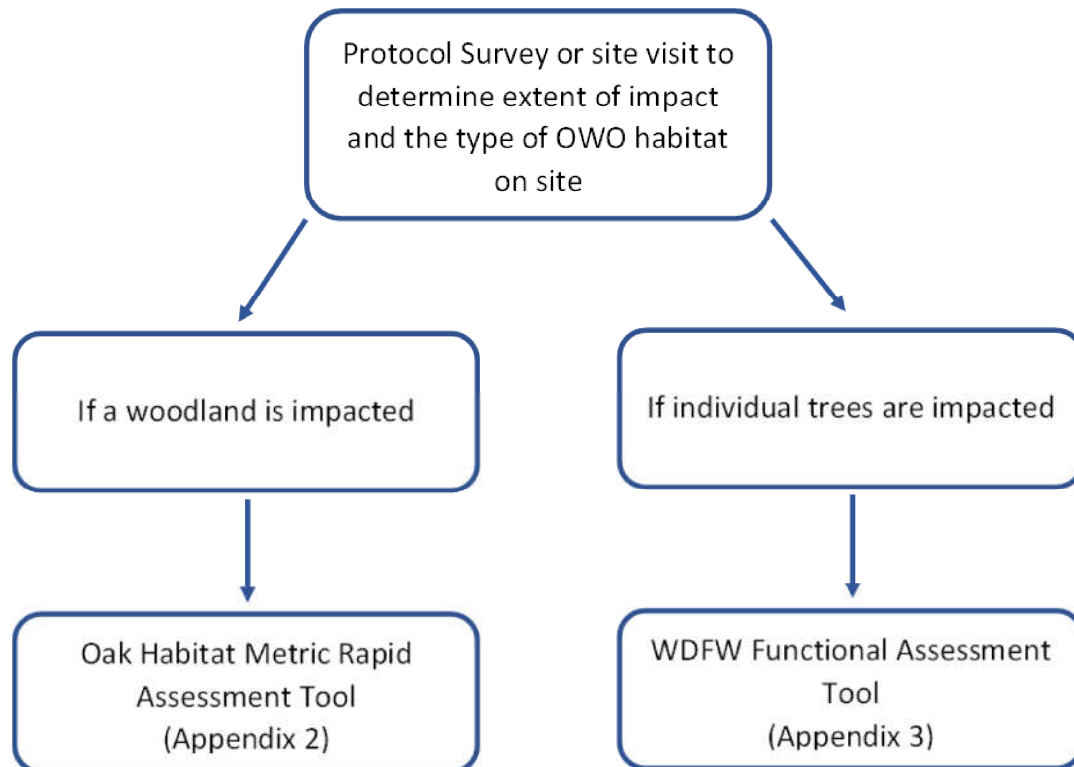 Protocol Survey or site visit to
determine extent of impact
and the type of OWO habitat
on site
If a woodland is impacted
If individual trees are impacted
Oak Habitat Metric Rapid
Assessment Tool
(Appendix 2)
WDFW Functional Assessment
Tool
(Appendix 3)